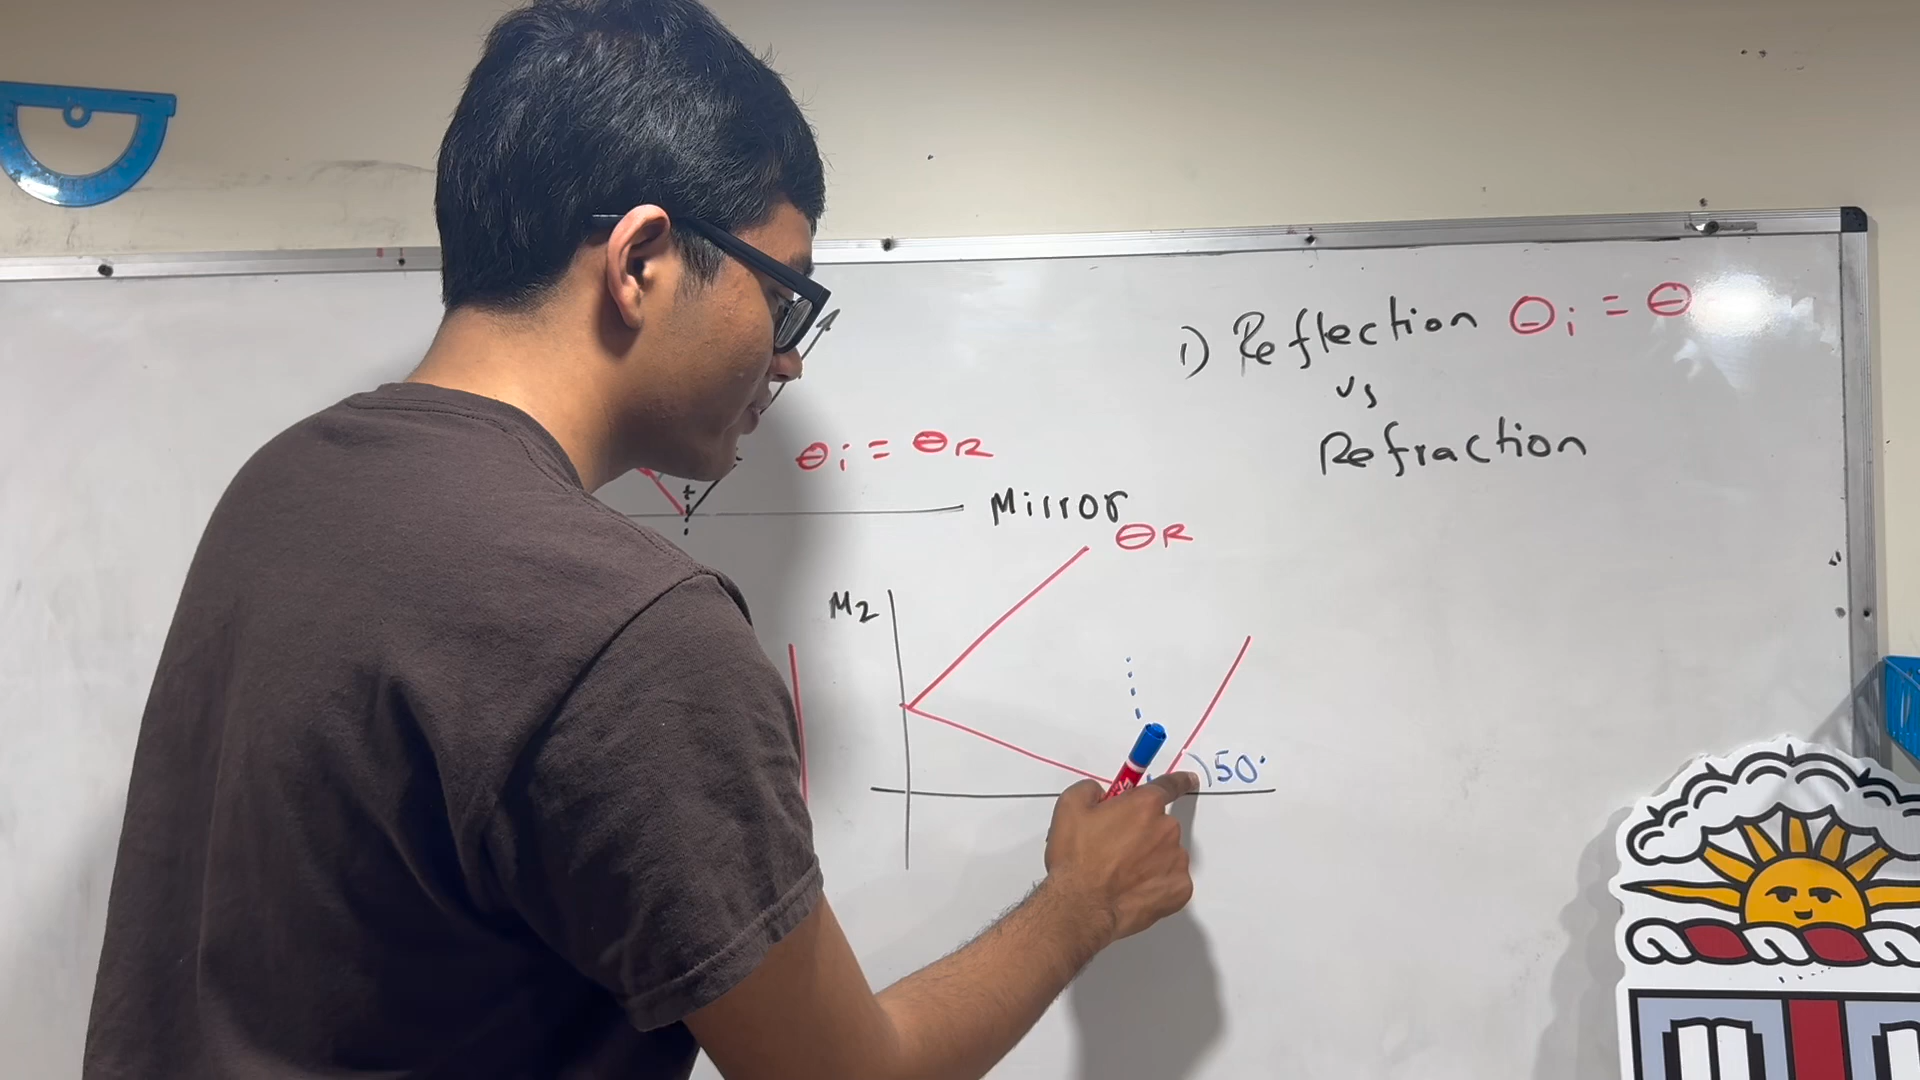 1) Reflection θi = θ
vs
Refraction
θi = θR
Mirror
θR
M2
50°